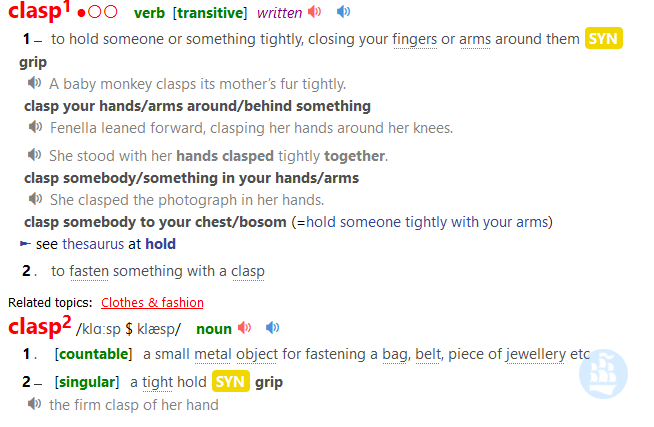 clasp1 ●○○ verb [transitive] written
1 – to hold someone or something tightly, closing your fingers or arms around them SYN
grip
A baby monkey clasps its mother’s fur tightly.
clasp your hands/arms around/behind something
Fenella leaned forward, clasping her hands around her knees.
She stood with her hands clasped tightly together.
clasp somebody/something in your hands/arms
She clasped the photograph in her hands.
clasp somebody to your chest/bosom (=hold someone tightly with your arms)
► see thesaurus at hold
2 . to fasten something with a clasp
Related topics: Clothes & fashion
clasp2 /klɑːsp $ klæsp/ noun
1 . [countable] a small metal object for fastening a bag, belt, piece of jewellery etc
2 – [singular] a tight hold SYN grip
the firm clasp of her hand